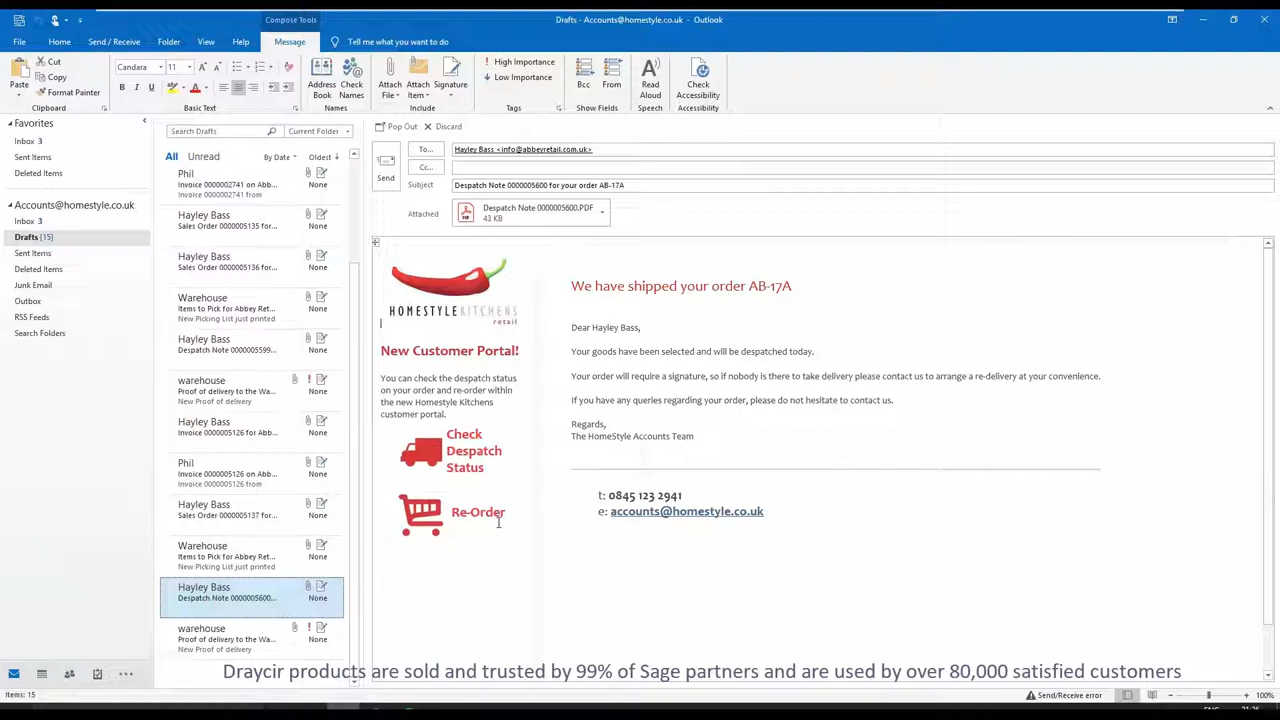 Compose Tools
Drafts - Accounts@homestyle.co.uk - Outlook
File Home Send / Receive Folder View Help Message Tell me what you want to do
Cut
Copy
Format Painter
Paste
Clipboard
Candara 11
B I U
Basic Text
Address Book
Check Names
Names
Attach File
Attach Item
Signature
Include
High Importance
Low Importance
Tags
Bcc
From
Show Fields
Read Aloud
Speech
Check Accessibility
Accessibility
Favorites
Inbox 3
Sent Items
Deleted Items
Accounts@homestyle.co.uk
Inbox 3
Drafts [15]
Sent Items
Deleted Items
Junk Email
Outbox
RSS Feeds
Search Folders
Search Drafts
Current Folder
All Unread By Date Oldest
Phil
Invoice 0000002741 on Abb... None
Invoice 0000002741 from
Hayley Bass
Sales Order 0000005135 for... None
Hayley Bass
Sales Order 0000005136 for... None
Warehouse
Items to Pick for Abbey Ret... None
New Picking List just printed
Hayley Bass
Despatch Note 0000005599... None
warehouse
Proof of delivery to the Wa... None
New Proof of delivery
Hayley Bass
Invoice 0000005126 for Ab... None
Phil
Invoice 0000005126 on Abb... None
Invoice 0000005126 from
Hayley Bass
Sales Order 0000005137 for... None
Warehouse
Items to Pick for Abbey Ret... None
New Picking List just printed
Hayley Bass
Despatch Note 0000005600... None
warehouse
Proof of delivery to the Wa... None
New Proof of delivery
Pop Out Discard
Send
To... Hayley Bass <info@abbeyretail.com.uk>
Cc...
Subject Despatch Note 0000005600 for your order AB-17A
Attached Despatch Note 0000005600.PDF
43 KB
HOMESTYLEKITCHENS
retail
New Customer Portal!
You can check the despatch status
on your order and re-order within
the new Homestyle Kitchens
customer portal.
Check
Despatch
Status
Re-Order
We have shipped your order AB-17A
Dear Hayley Bass,
Your goods have been selected and will be despatched today.
Your order will require a signature, so if nobody is there to take delivery please contact us to arrange a re-delivery at your convenience.
If you have any queries regarding your order, please do not hesitate to contact us.
Regards,
The HomeStyle Accounts Team
t: 0845 123 2941
e: accounts@homestyle.co.uk
Draycir products are sold and trusted by 99% of Sage partners and are used by over 80,000 satisfied customers
Items: 15
Send/Receive error
100%